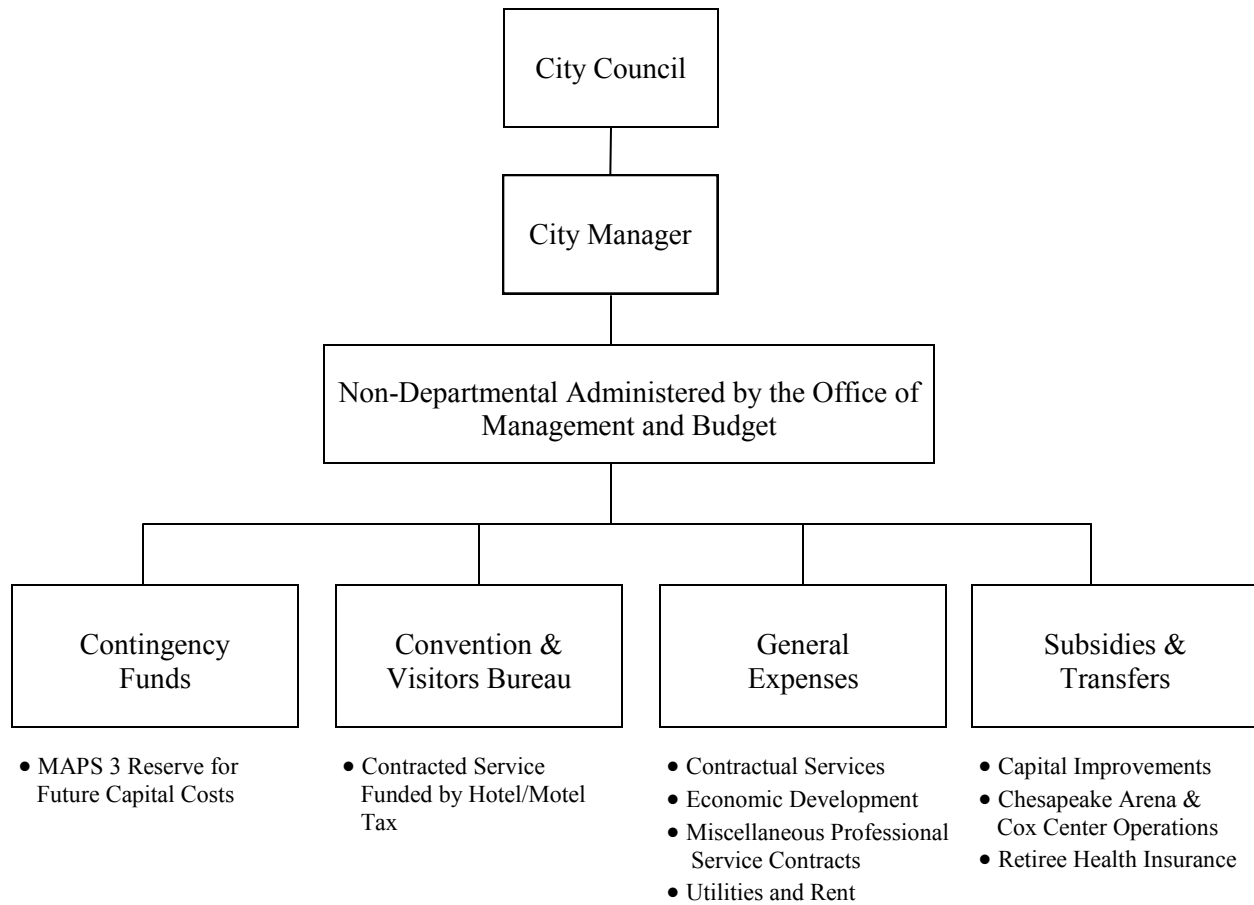 City Council
City Manager
Non-Departmental Administered by the Office of
Management and Budget
Contingency
Funds
Convention &
Visitors Bureau
General
Expenses
Subsidies &
Transfers
• MAPS 3 Reserve for
Future Capital Costs
• Contracted Service
Funded by Hotel/Motel
Tax
• Contractual Services
• Economic Development
• Miscellaneous Professional
Service Contracts
• Utilities and Rent
• Capital Improvements
• Chesapeake Arena &
Cox Center Operations
• Retiree Health Insurance